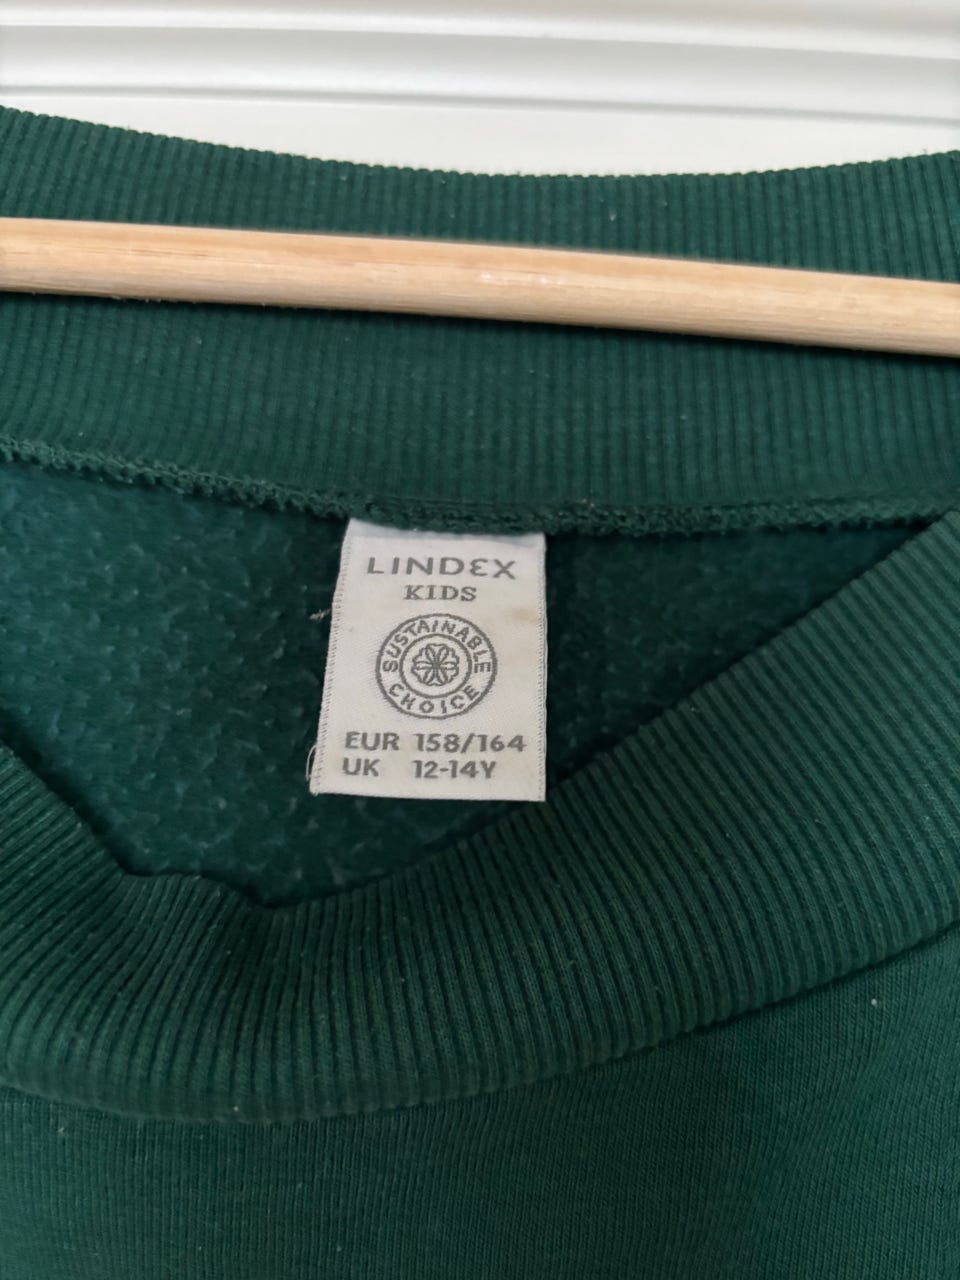 LINDEX
KIDS
SUSTAINABLE
CHOICE
EUR 158/164
UK 12-14Y